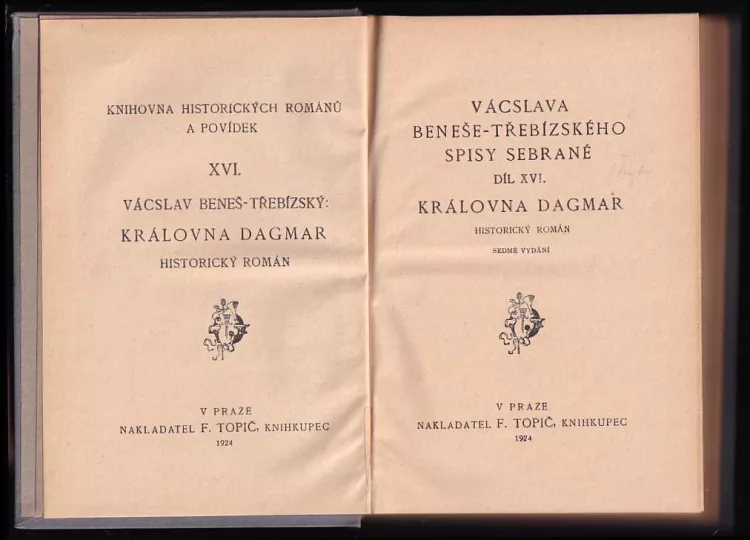 KNIHOVNA HISTORICKÝCH ROMÁNŮ
A POVÍDEK
XVI.
VÁCSLAV BENEŠ-TŘEBÍZSKÝ:
KRÁLOVNA DAGMAR
HISTORICKÝ ROMÁN
V PRAZE
NAKLADATEL F. TOPIČ, KNIHKUPEC
1924
VÁCSLAVA
BENEŠE-TŘEBÍZSKÉHO
SPISY SEBRANÉ
DÍL XVI.
KRÁLOVNA DAGMAR
HISTORICKÝ ROMÁN
SEDMÉ VYDÁNÍ
V PRAZE
NAKLADATEL F. TOPIČ, KNIHKUPEC
1924